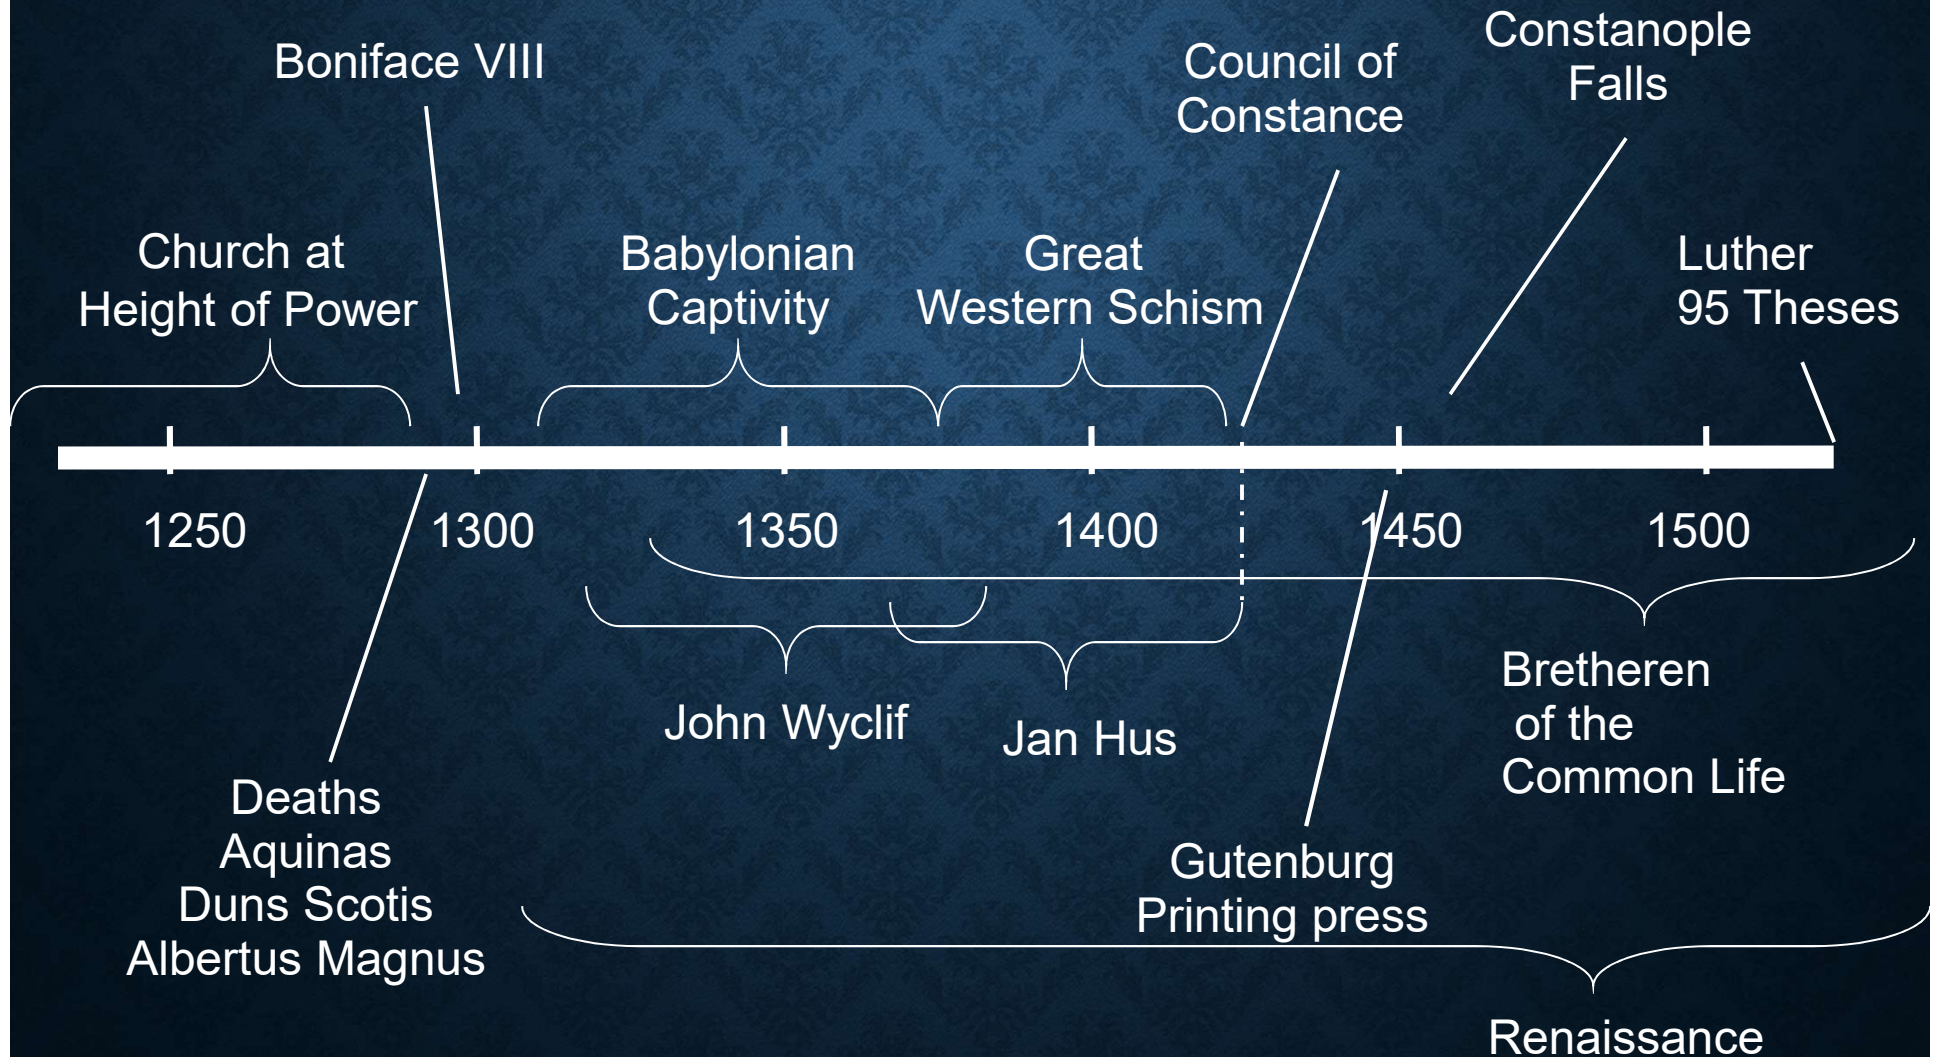 Boniface VIII
Council of
Constance
Constanople
Falls
Church at
Height of Power
Babylonian
Captivity
Great
Western Schism
Luther
95 Theses
1250
1300
1350
1400
1450
1500
John Wyclif
Jan Hus
Bretheren
of the
Common Life
Deaths
Aquinas
Duns Scotis
Albertus Magnus
Gutenburg
Printing press
Renaissance